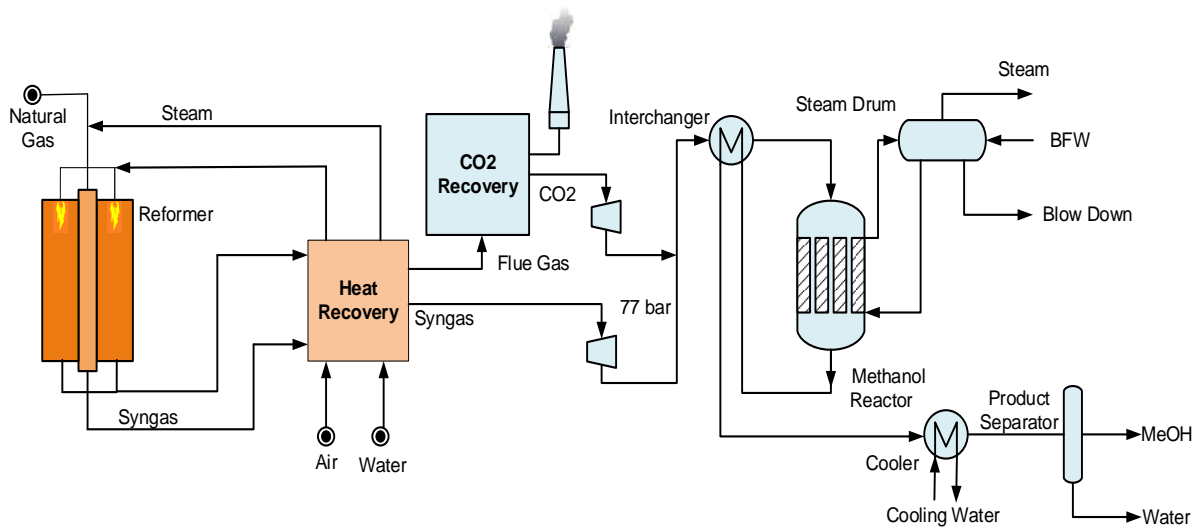 Steam
Natural
Gas
Steam
Steam Drum
Interchanger
CO2
Recovery
BFW
CO2
Reformer
Blow Down
Flue Gas
Heat
Recovery
Syngas
77 bar
Methanol
Reactor
Product
Separator
Syngas
MeOH
Air
Water
Cooler
Cooling Water
Water